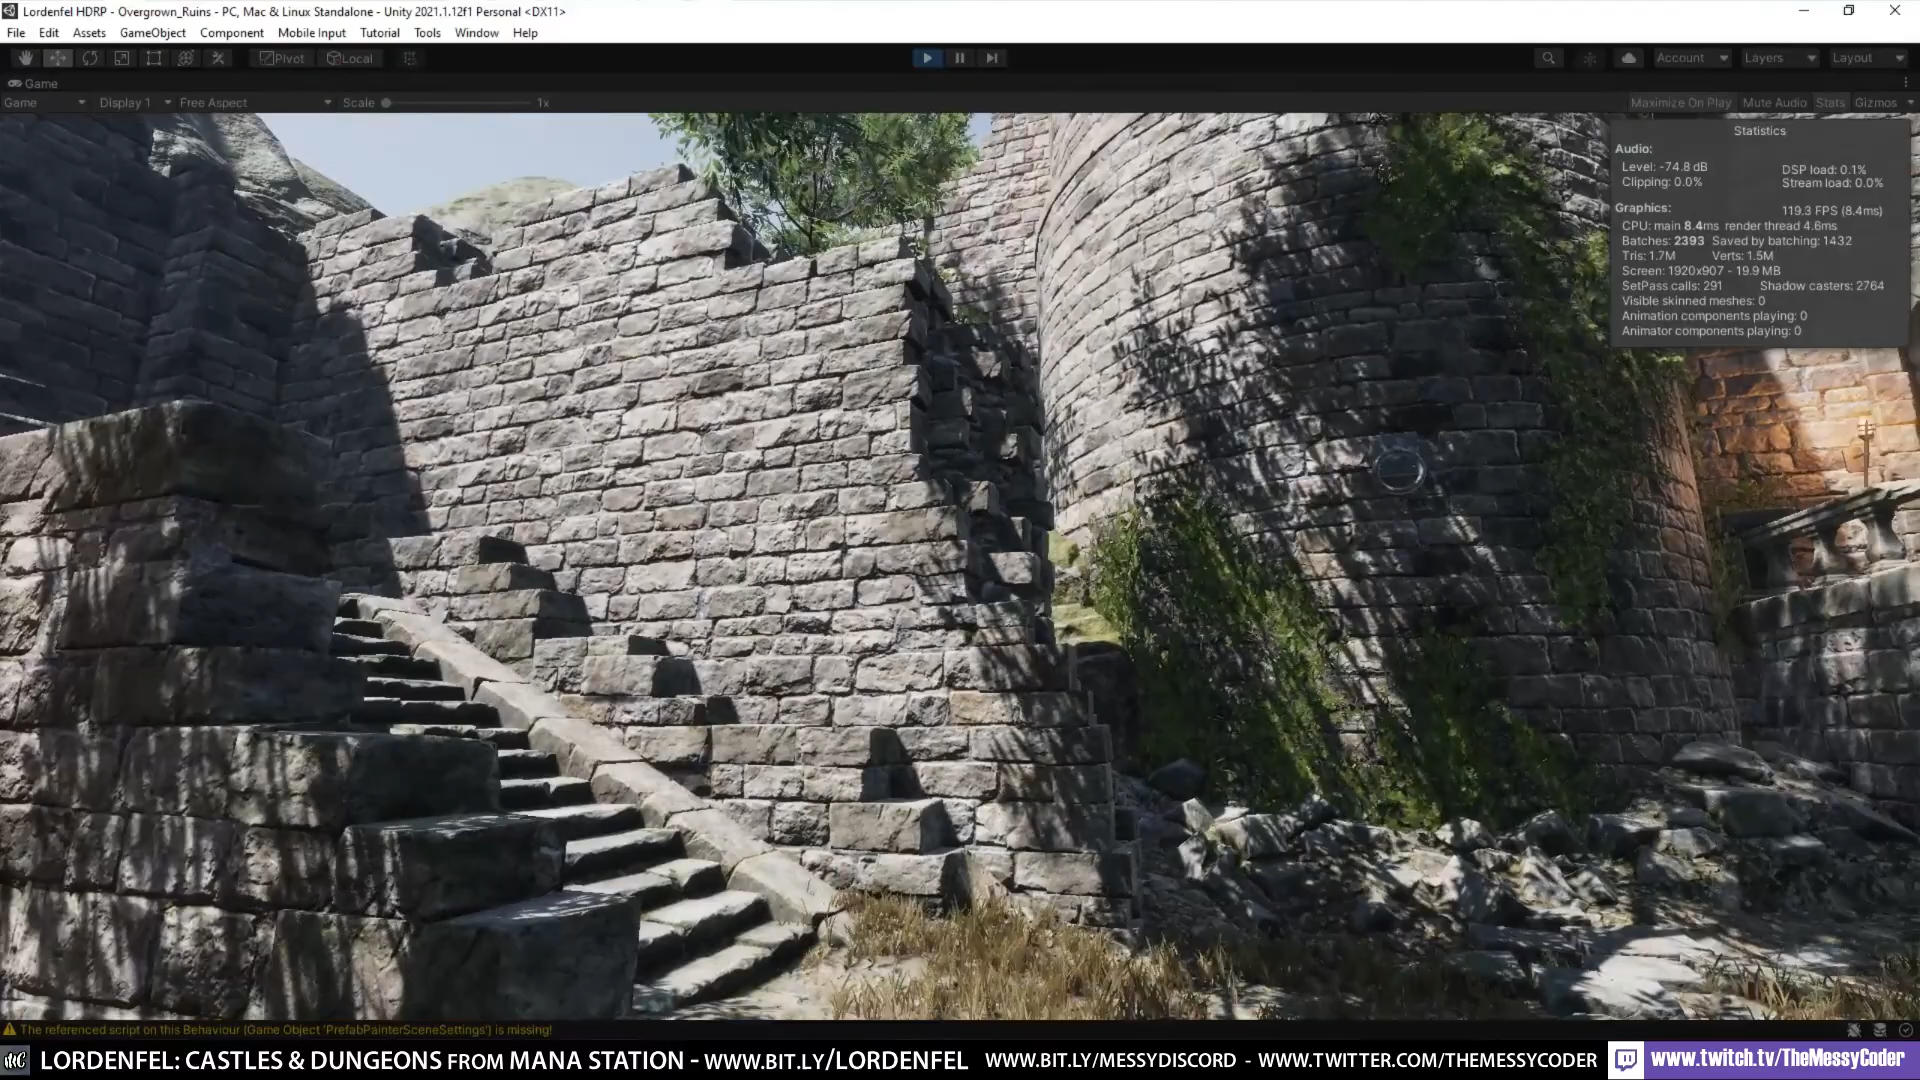 Lordenfel HDRP - Overgrown_Ruins - PC, Mac & Linux Standalone - Unity 2021.1.12f1 Personal <DX11>
File Edit Assets GameObject Component Mobile Input Tutorial Tools Window Help
Pivot Local Account Layers Layout
Game
Game Display 1 Free Aspect Scale 1x Maximize On Play Mute Audio Stats Gizmos
Statistics
Audio:
Level: -74.8 dB DSP load: 0.1%
Clipping: 0.0% Stream load: 0.0%
Graphics: 119.3 FPS (8.4ms)
CPU: main 8.4ms render thread 4.6ms
Batches: 2393 Saved by batching: 1432
Tris: 1.7M Verts: 1.5M
Screen: 1920x907 - 19.9 MB
SetPass calls: 291 Shadow casters: 2764
Visible skinned meshes: 0
Animation components playing: 0
Animator components playing: 0
The referenced script on this Behaviour (Game Object 'PrefabPainterSceneSettings') is missing!
MC LORDENFEL: CASTLES & DUNGEONS FROM MANA STATION - WWW.BIT.LY/LORDENFEL WWW.BIT.LY/MESSYDISCORD - WWW.TWITTER.COM/THEMESSYCODER www.twitch.tv/TheMessyCoder